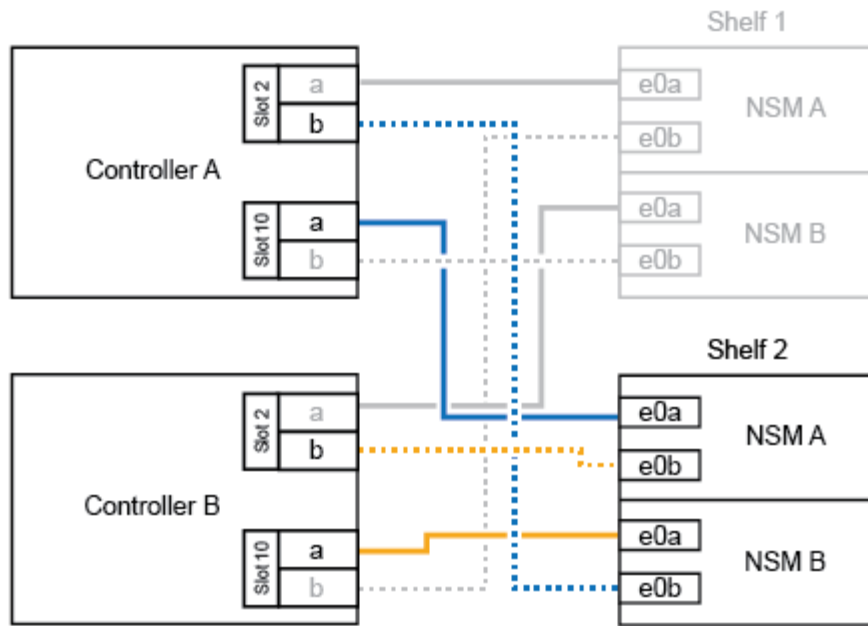 Shelf 1
Controller A
Slot 2
a
b
Slot 10
a
b
e0a
e0b
NSM A
e0a
e0b
NSM B
Shelf 2
Controller B
Slot 2
a
b
Slot 10
a
b
e0a
e0b
NSM A
e0a
e0b
NSM B